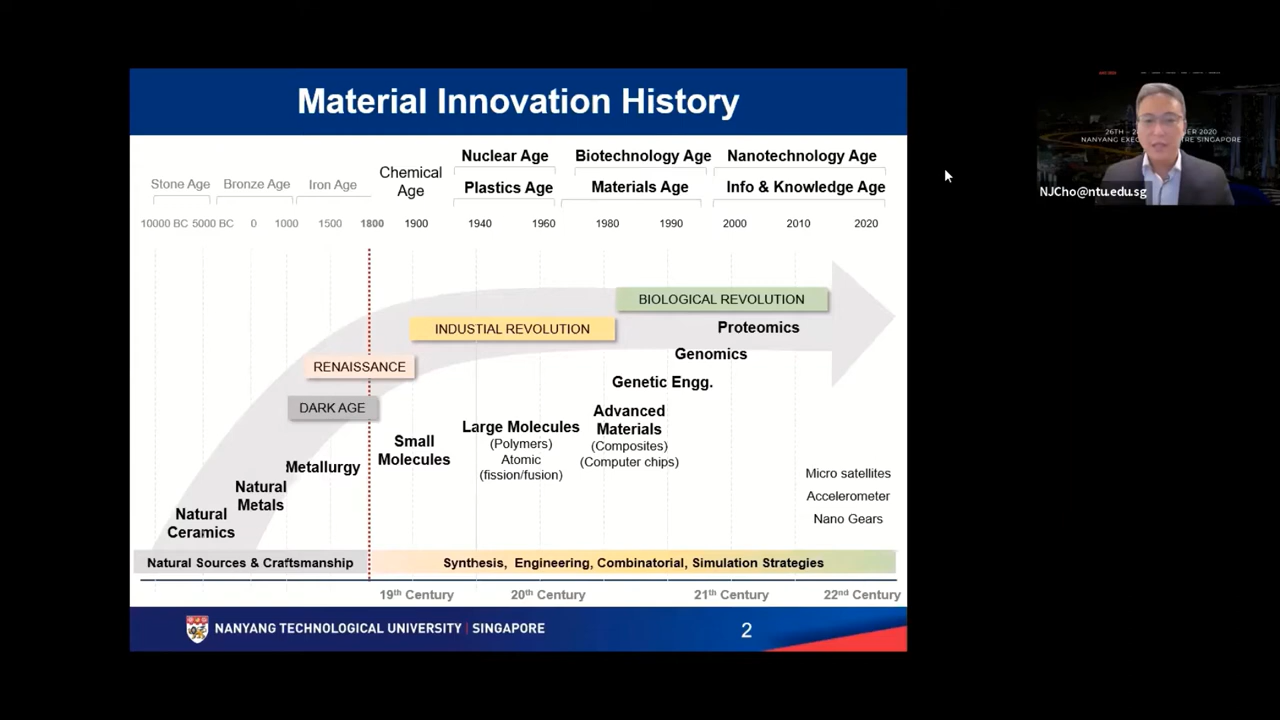 Material Innovation History
Nuclear Age
Biotechnology Age
Nanotechnology Age
Chemical
Age
Stone Age
Bronze Age
Iron Age
Plastics Age
Materials Age
Info & Knowledge Age
10000 BC 5000 BC 0 1000 1500 1800 1900 1940 1960 1980 1990 2000 2010 2020
BIOLOGICAL REVOLUTION
INDUSTIAL REVOLUTION
Proteomics
Genomics
RENAISSANCE
Genetic Engg.
DARK AGE
Advanced
Materials
(Composites)
(Computer chips)
Large Molecules
(Polymers)
Atomic
(fission/fusion)
Small
Molecules
Metallurgy
Natural
Metals
Natural
Ceramics
Micro satellites
Accelerometer
Nano Gears
Natural Sources & Craftsmanship
Synthesis, Engineering, Combinatorial, Simulation Strategies
19th Century
20th Century
21th Century
22nd Century
NANYANG TECHNOLOGICAL UNIVERSITY | SINGAPORE
2
26TH
2020
NANYANG
SINGAPORE
NJCho@ntu.edu.sg